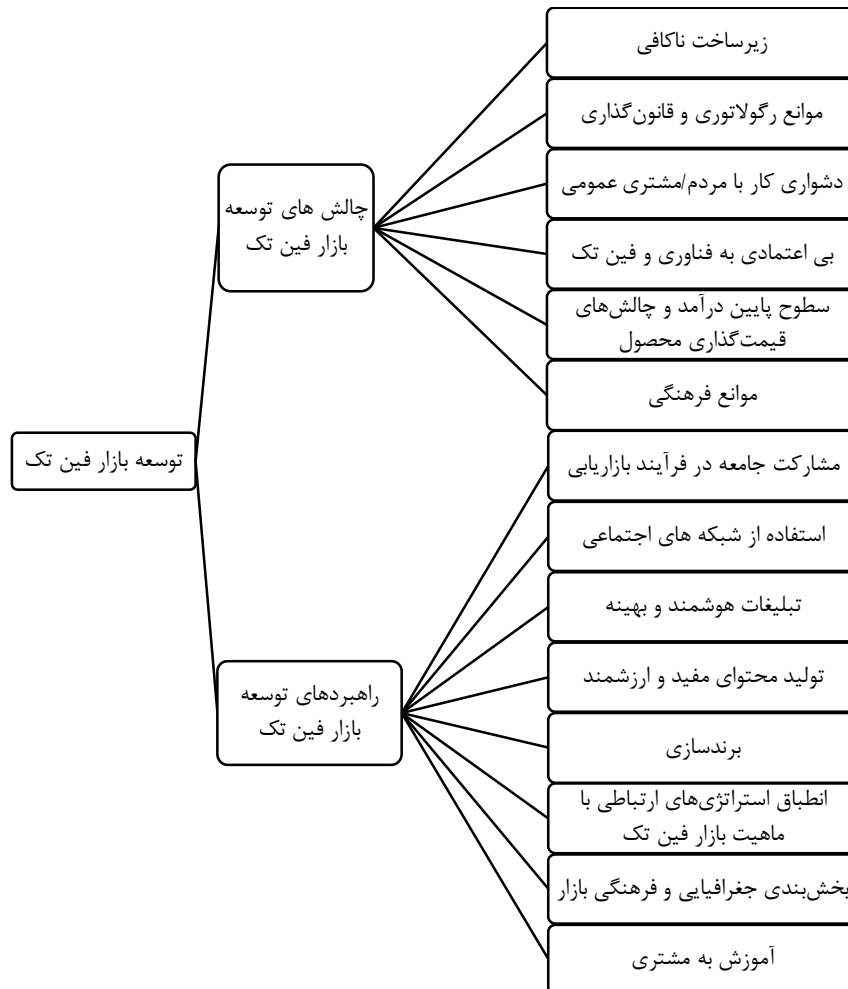 توسعه بازار فین تک
چالش های توسعه
بازار فین تک
زیرساخت ناکافی
موانع رگولاتوری و قانون‌گذاری
دشواری کار با مردم/مشتری عمومی
بی اعتمادی به فناوری و فین تک
سطوح پایین درآمد و چالش‌های
قیمت‌گذاری محصول
موانع فرهنگی
راهبردهای توسعه
بازار فین تک
مشارکت جامعه در فرآیند بازاریابی
استفاده از شبکه های اجتماعی
تبلیغات هوشمند و بهینه
تولید محتوای مفید و ارزشمند
برندسازی
انطباق استراتژی‌های ارتباطی با
ماهیت بازار فین تک
بخش‌بندی جغرافیایی و فرهنگی بازار
آموزش به مشتری